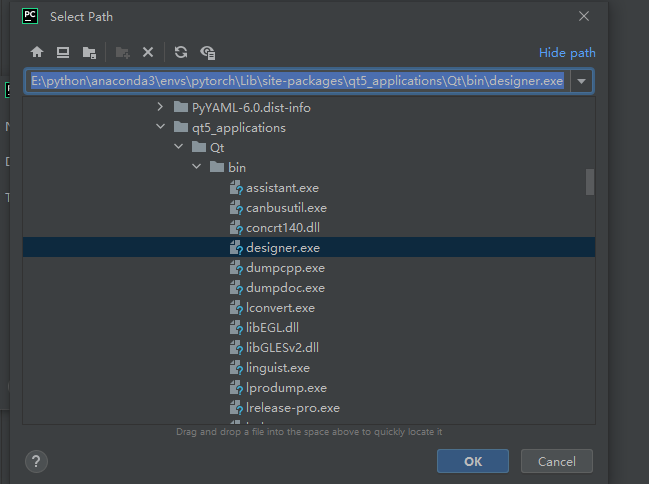 PC
Select Path
Hide path
E:\python\anaconda3\envs\pytorch\Lib\site-packages\qt5_applications\Qt\bin\designer.exe
PyYAML-6.0.dist-info
qt5_applications
Qt
bin
assistant.exe
canbusutil.exe
concrt140.dll
designer.exe
dumpcpp.exe
dumpdoc.exe
lconvert.exe
libEGL.dll
libGLESv2.dll
linguist.exe
lprodump.exe
lrelease-pro.exe
Drag and drop a file into the space above to quickly locate it
?
OK
Cancel